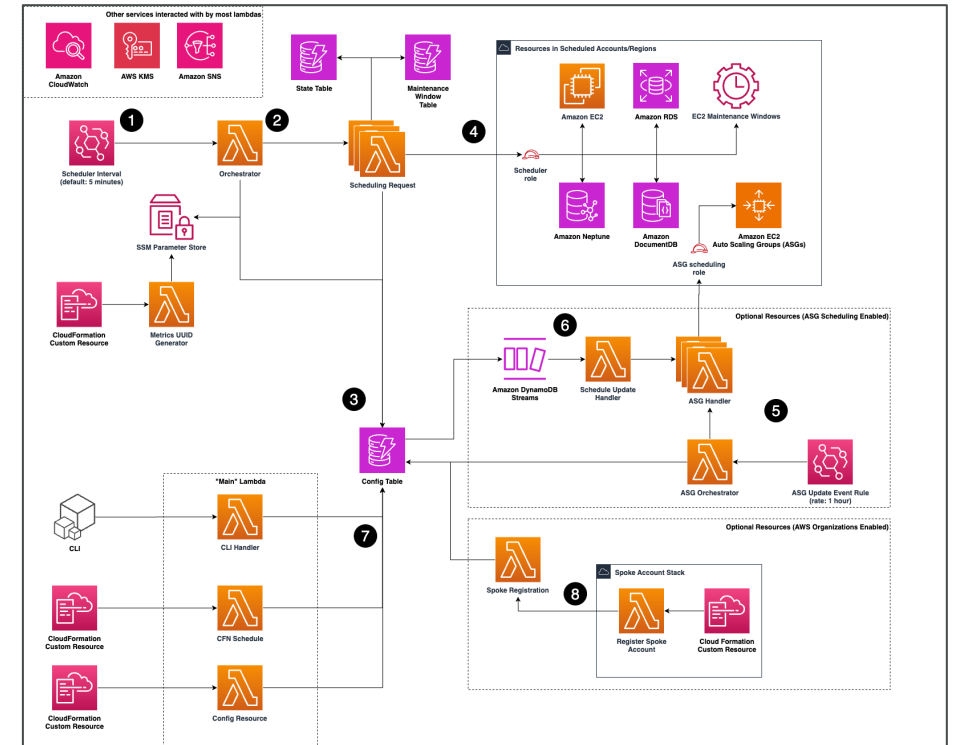 Other services interacted with by most lambdas
Amazon
CloudWatch
AWS KMS
Amazon SNS
State Table
Maintenance
Window
Table
Resources in Scheduled Accounts/Regions
Amazon EC2
Amazon RDS
EC2 Maintenance Windows
1
2
4
Scheduler Interval
(default: 5 minutes)
Orchestrator
Scheduling Request
Scheduler
role
SSM Parameter Store
Amazon Neptune
Amazon
DocumentDB
Amazon EC2
Auto Scaling Groups (ASGs)
ASG scheduling
role
CloudFormation
Custom Resource
Metrics UUID
Generator
Optional Resources (ASG Scheduling Enabled)
6
Amazon DynamoDB
Streams
Schedule Update
Handler
ASG Handler
5
3
Config Table
ASG Orchestrator
ASG Update Event Rule
(rate: 1 hour)
"Main" Lambda
CLI
CLI Handler
7
Optional Resources (AWS Organizations Enabled)
Spoke Registration
8
Spoke Account Stack
Register Spoke
Account
Cloud Formation
Custom Resource
CloudFormation
Custom Resource
CFN Schedule
CloudFormation
Custom Resource
Config Resource